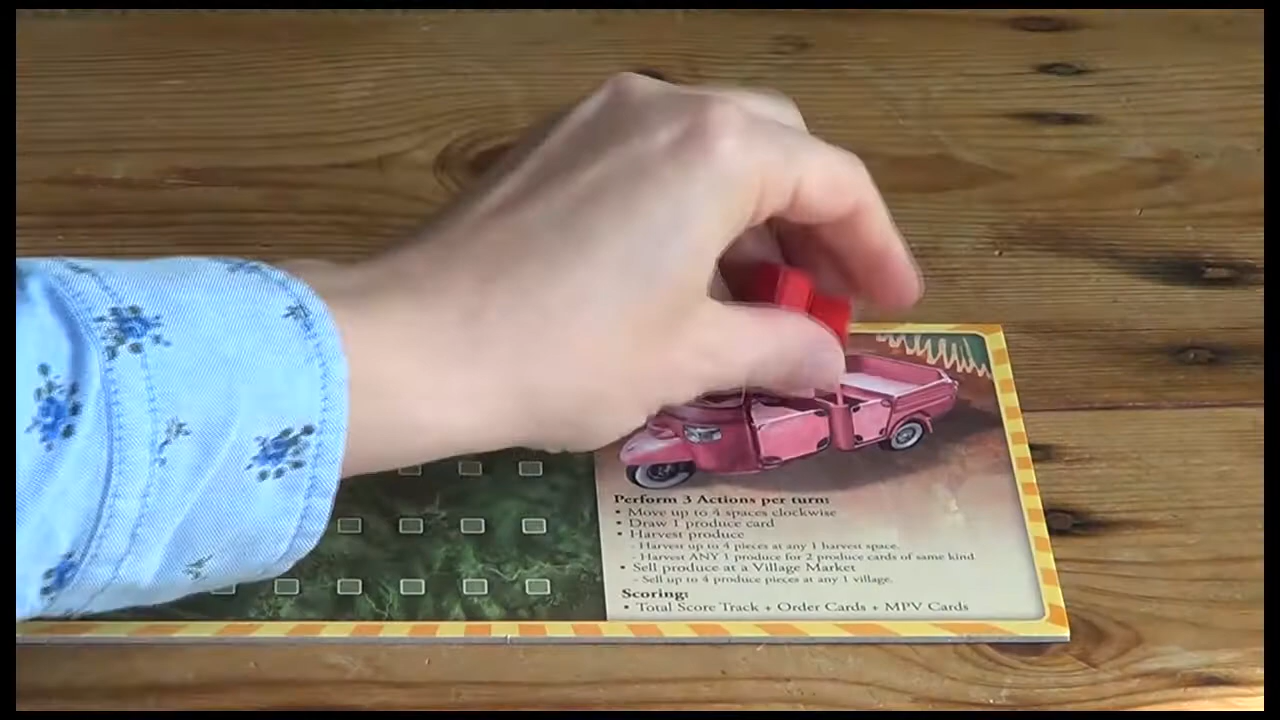 Perform 3 Actions per turn:
• Move up to 4 spaces clockwise
• Draw 1 produce card
• Harvest produce
- Harvest up to 4 pieces at any 1 harvest space.
- Harvest ANY 1 produce for 2 produce cards of same kind
• Sell produce at a Village Market
- Sell up to 4 produce pieces at any 1 village.
Scoring:
• Total Score Track + Order Cards + MPV Cards